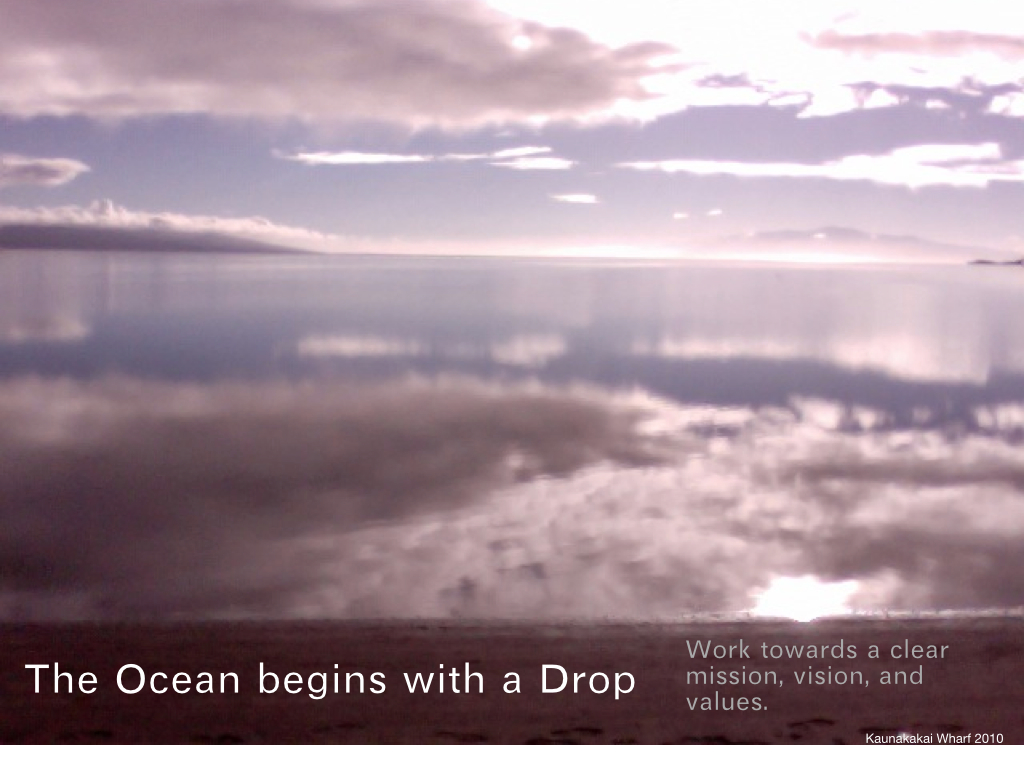 The Ocean begins with a Drop
Work towards a clear
mission, vision, and
values.
Kaunakakai Wharf 2010